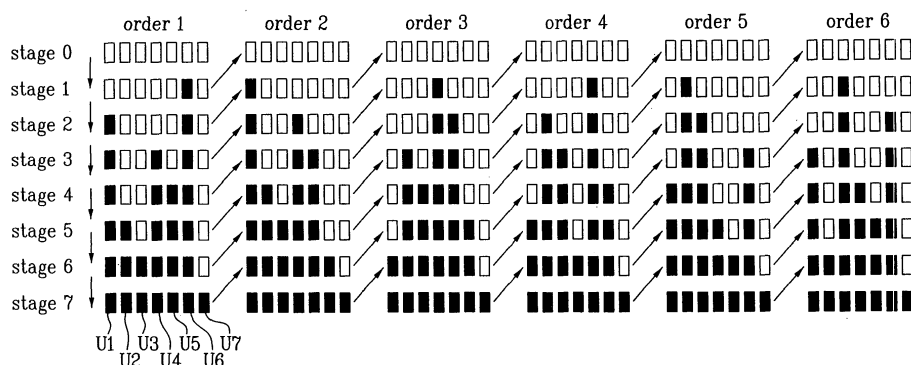 order 1 order 2 order 3 order 4 order 5 order 6
stage 0
stage 1
stage 2
stage 3
stage 4
stage 5
stage 6
stage 7
U1 U2 U3 U4 U5 U6 U7